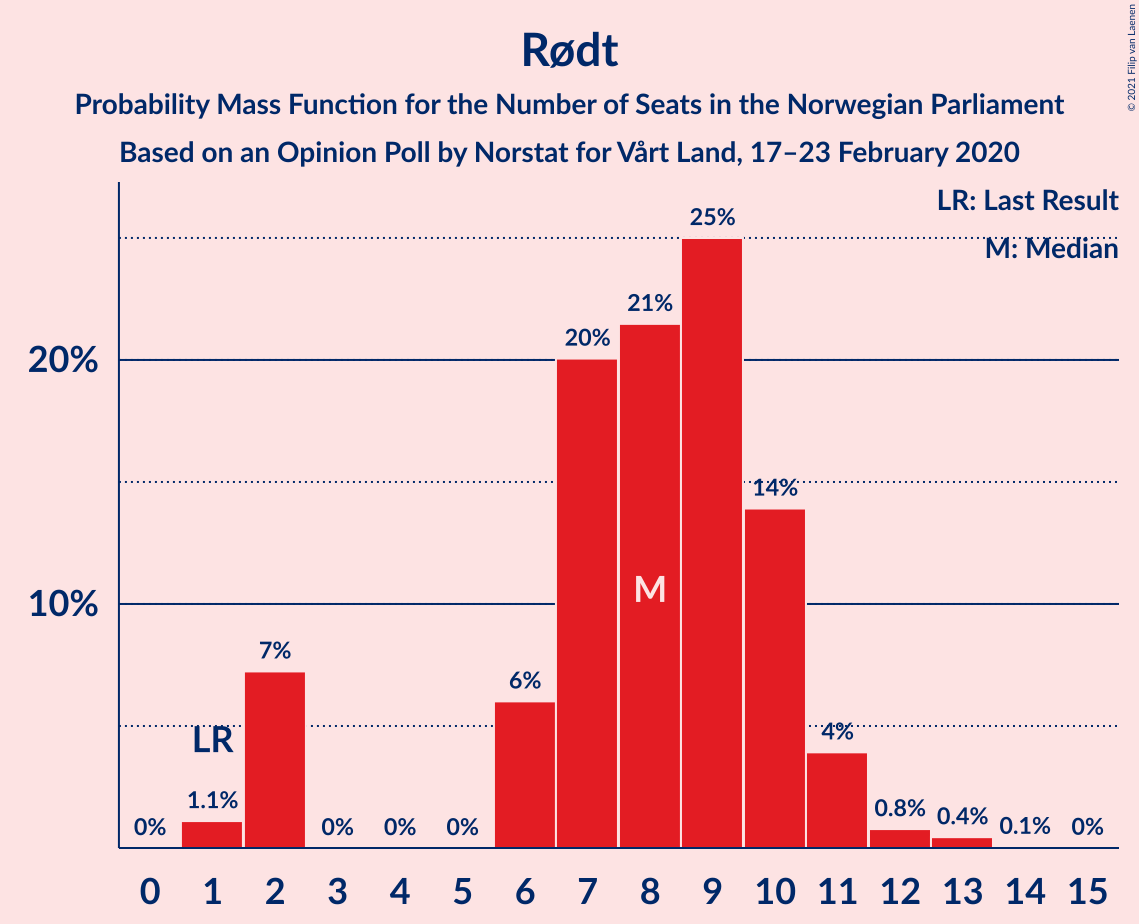 Rødt
Probability Mass Function for the Number of Seats in the Norwegian Parliament
Based on an Opinion Poll by Norstat for Vårt Land, 17–23 February 2020
© 2021 Filip van Laenen
LR: Last Result
M: Median
25%
21%
20%
20%
14%
M
10%
7%
6%
LR
4%
1.1%
0%
0%
0%
0%
0.8%
0.4%
0.1%
0%
0 1 2 3 4 5 6 7 8 9 10 11 12 13 14 15